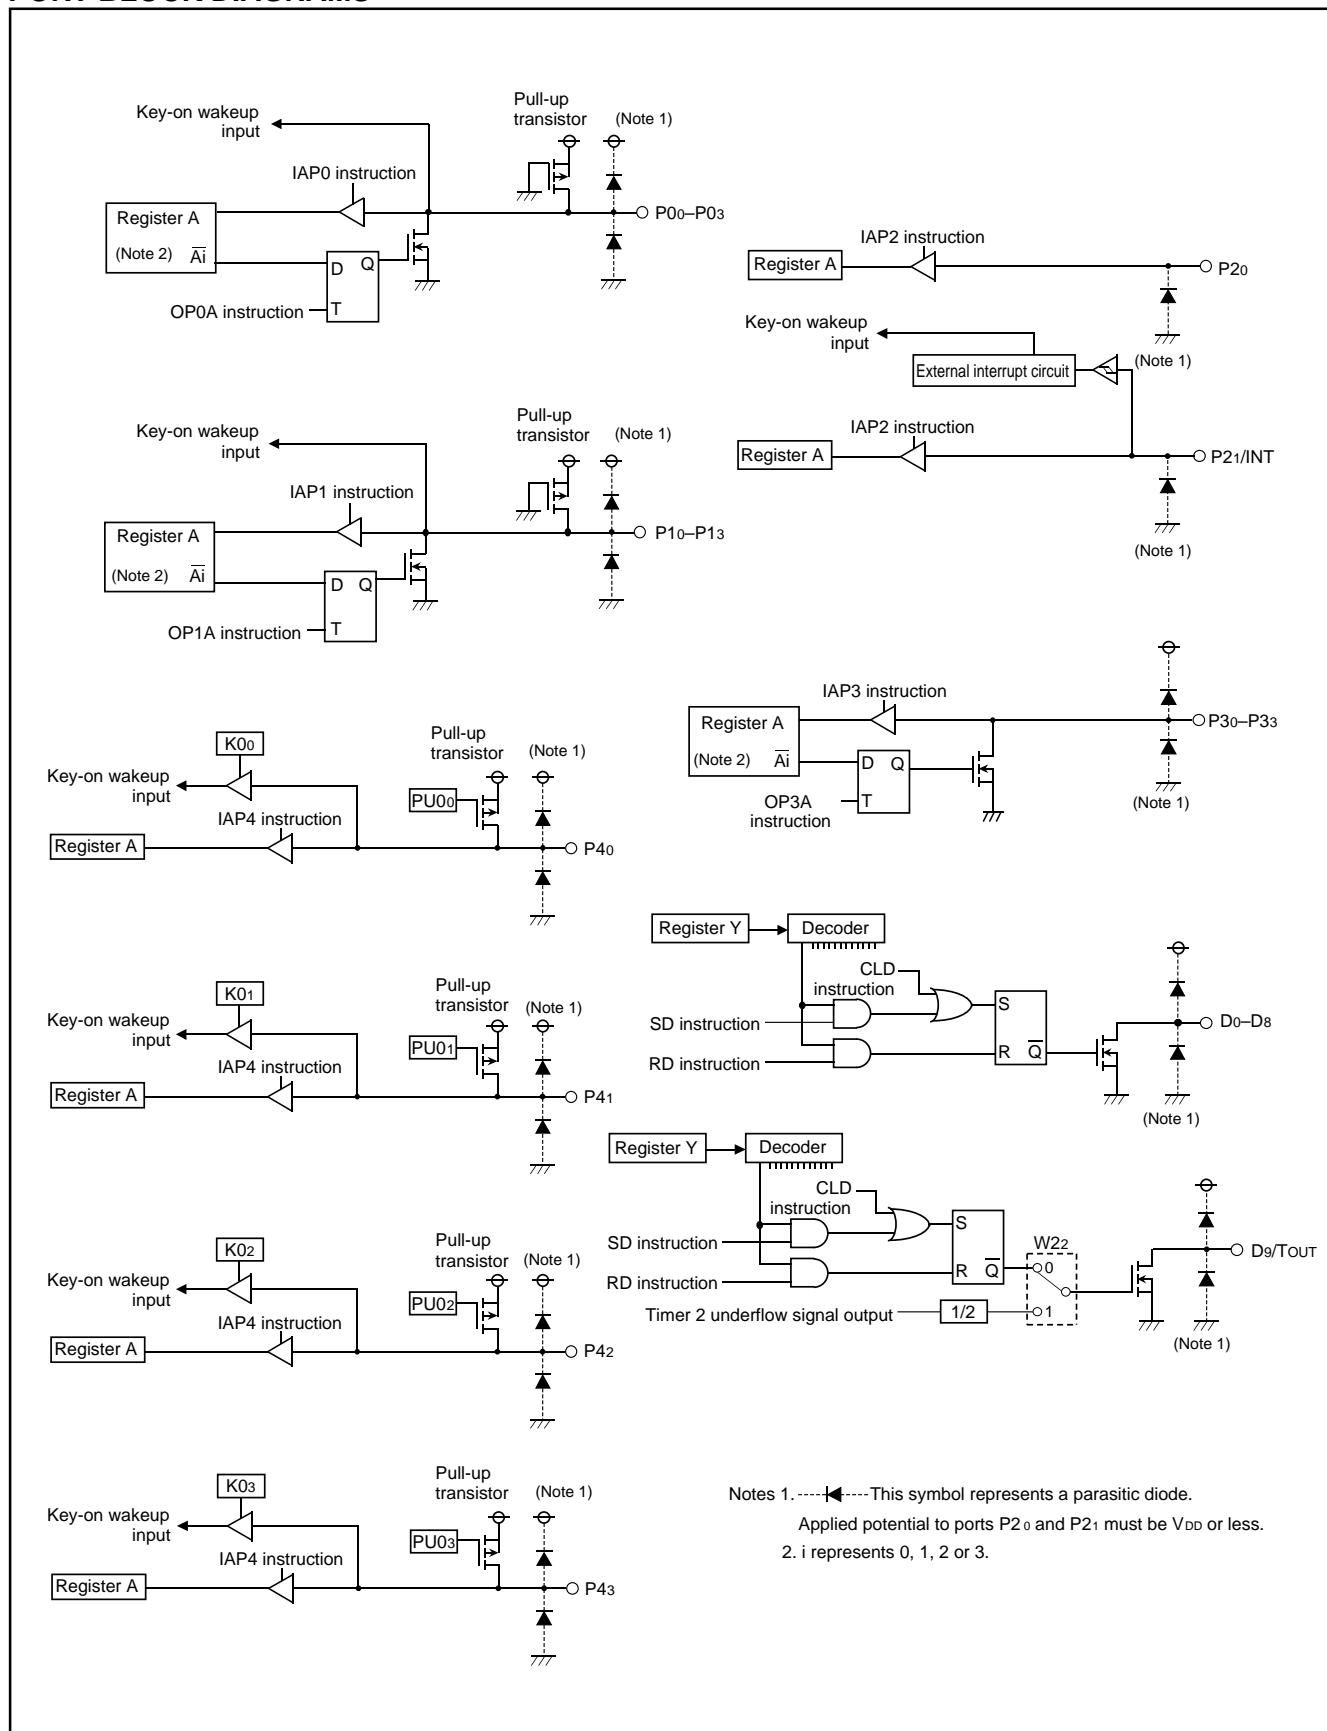 Key-on wakeup
input
Pull-up
transistor
(Note 1)
IAP0 instruction
Register A
(Note 2) Ai
D Q
T
OP0A instruction
P00–P03
Key-on wakeup
input
Pull-up
transistor
(Note 1)
IAP1 instruction
Register A
(Note 2) Ai
D Q
T
OP1A instruction
P10–P13
K00
Key-on wakeup
input
IAP4 instruction
Register A
Pull-up
transistor
(Note 1)
PU00
P40
K01
Key-on wakeup
input
IAP4 instruction
Register A
Pull-up
transistor
(Note 1)
PU01
P41
K02
Key-on wakeup
input
IAP4 instruction
Register A
Pull-up
transistor
(Note 1)
PU02
P42
K03
Key-on wakeup
input
IAP4 instruction
Register A
Pull-up
transistor
(Note 1)
PU03
P43
IAP2 instruction
Register A
P20
(Note 1)
Key-on wakeup
input
External interrupt circuit
IAP2 instruction
Register A
P21/INT
(Note 1)
IAP3 instruction
Register A
(Note 2) Ai
D Q
T
OP3A
instruction
P30–P33
(Note 1)
Register Y
Decoder
CLD
instruction
SD instruction
RD instruction
S
R Q
D0–D8
(Note 1)
Register Y
Decoder
CLD
instruction
SD instruction
RD instruction
S
R Q
W22
0
1
Timer 2 underflow signal output
1/2
D9/TOUT
(Note 1)
Notes 1. This symbol represents a parasitic diode.
Applied potential to ports P20 and P21 must be VDD or less.
2. i represents 0, 1, 2 or 3.